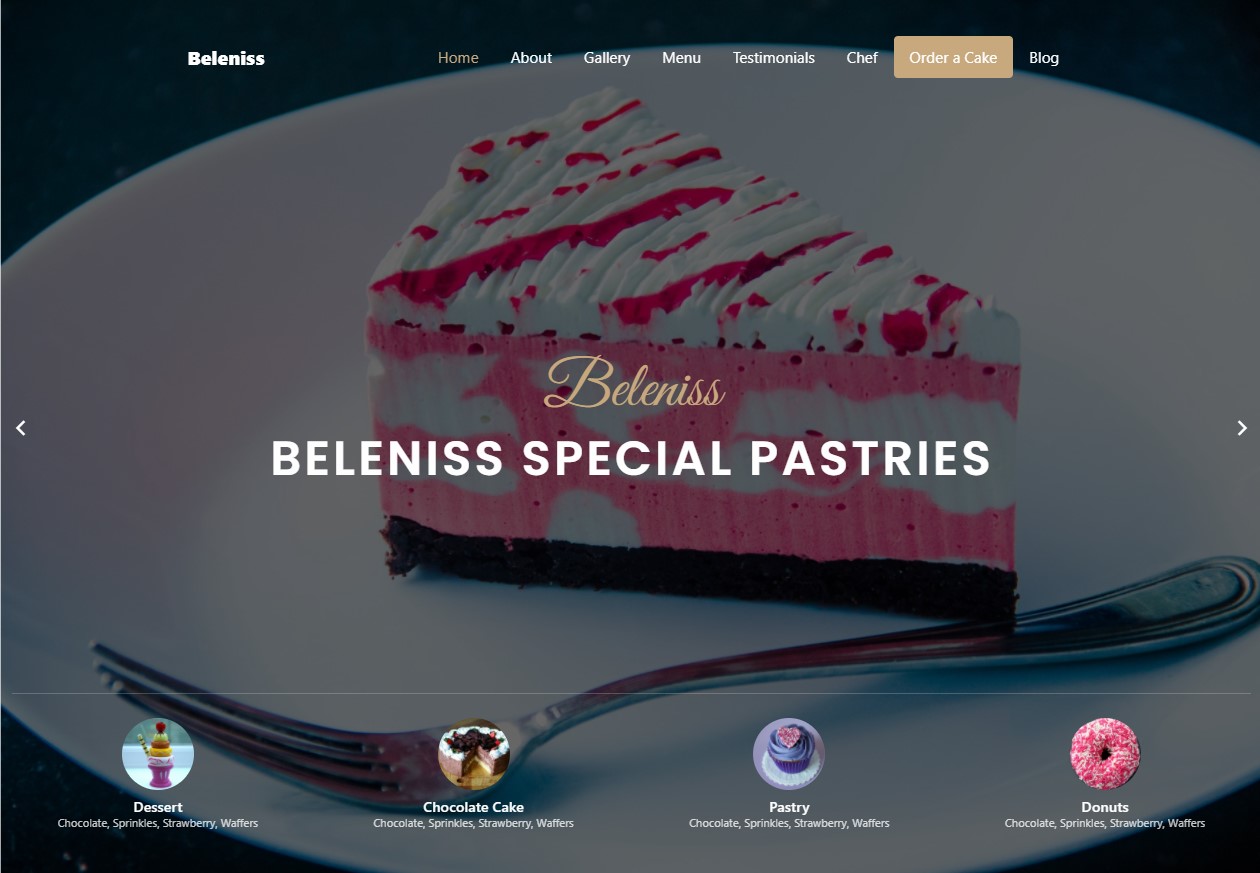 Beleniss
Home About Gallery Menu Testimonials Chef Order a Cake Blog
Beleniss
BELENISS SPECIAL PASTRIES
Dessert
Chocolate, Sprinkles, Strawberry, Waffers
Chocolate Cake
Chocolate, Sprinkles, Strawberry, Waffers
Pastry
Chocolate, Sprinkles, Strawberry, Waffers
Donuts
Chocolate, Sprinkles, Strawberry, Waffers